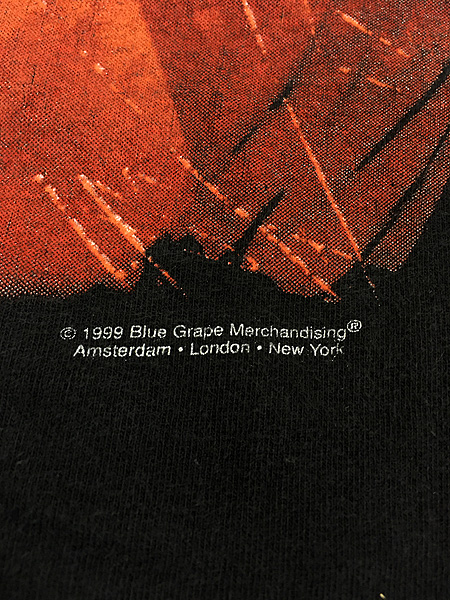 © 1999 Blue Grape Merchandising®
Amsterdam • London • New York